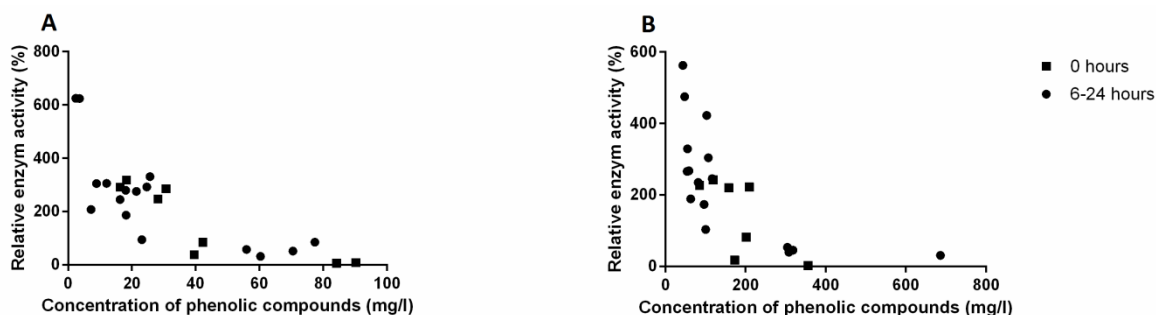 A
Relative enzym activity (%)
800
600
400
200
0
0 20 40 60 80 100
Concentration of phenolic compounds (mg/l)
B
Relative enzym activity (%)
600
400
200
0
0 200 400 600 800
Concentration of phenolic compounds (mg/l)
0 hours
6-24 hours